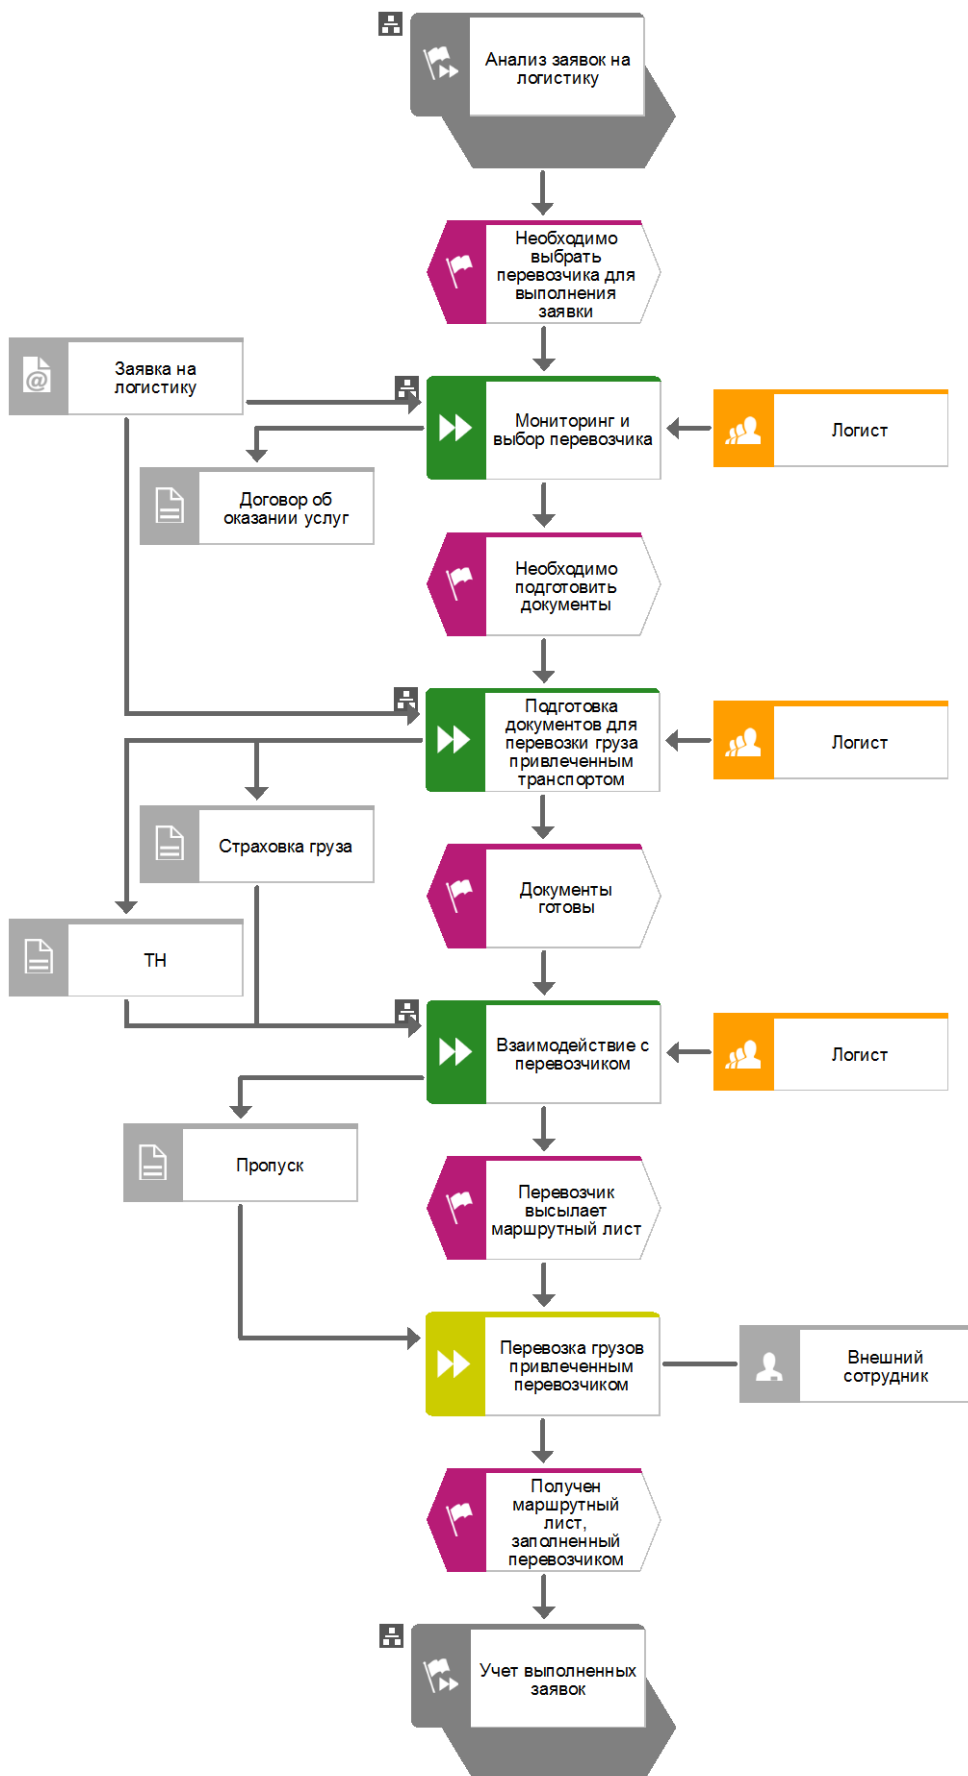 Анализ заявок на
логистику
Необходимо
выбрать
перевозчика для
выполнения
заявки
Заявка на
логистику
Мониторинг и
выбор перевозчика
Логист
Договор об
оказании услуг
Необходимо
подготовить
документы
Подготовка
документов для
перевозки груза
привлеченным
транспортом
Логист
Страховка груза
Документы
готовы
ТН
Взаимодействие с
перевозчиком
Логист
Пропуск
Перевозчик
высылает
маршрутный лист
Перевозка грузов
привлеченным
перевозчиком
Внешний
сотрудник
Получен
маршрутный
лист,
заполненный
перевозчиком
Учет выполненных
заявок